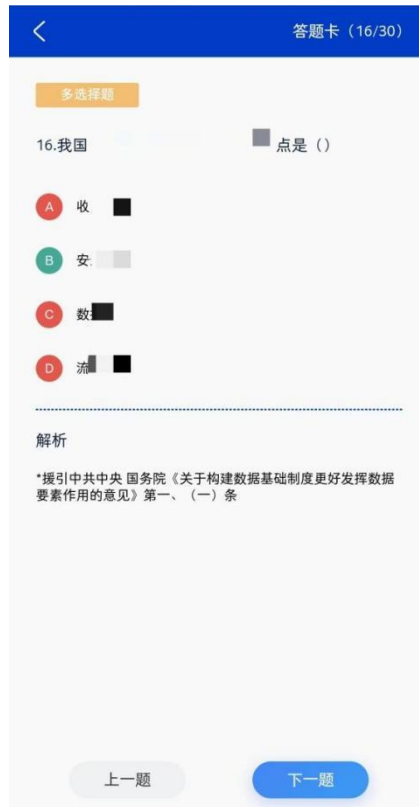 答题卡（16/30）
多选择题
16.我国 点是（）
A 收
B 安
C 数
D 流
解析
*援引中共中央 国务院《关于构建数据基础制度更好发挥数据
要素作用的意见》第一、（一）条
上一题 下一题